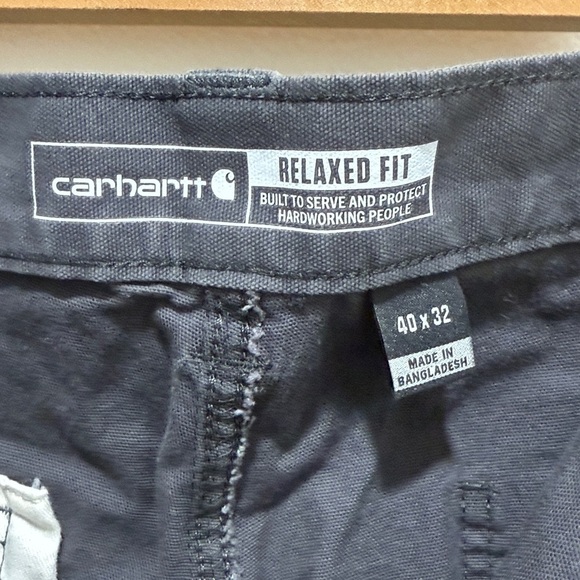 carhartt
RELAXED FIT
BUILT TO SERVE AND PROTECT
HARDWORKING PEOPLE
40 x 32
MADE IN
BANGLADESH